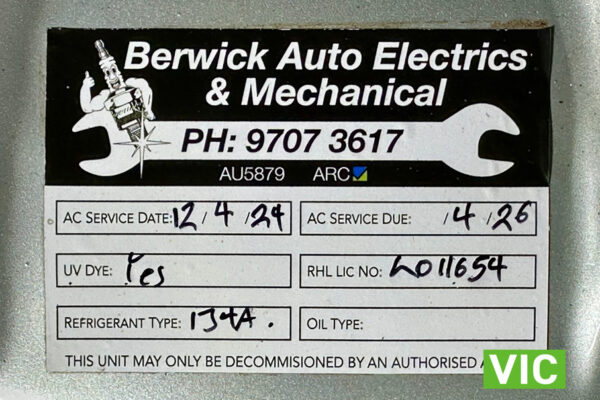 Berwick Auto Electrics
& Mechanical
PH: 9707 3617
AU5879 ARC
AC SERVICE DATE: 12 / 4 / 24 AC SERVICE DUE: / 4 / 26
UV DYE: Yes RHL LIC NO: L011654
REFRIGERANT TYPE: 134A. OIL TYPE:
THIS UNIT MAY ONLY BE DECOMMISIONED BY AN AUTHORISED
VIC